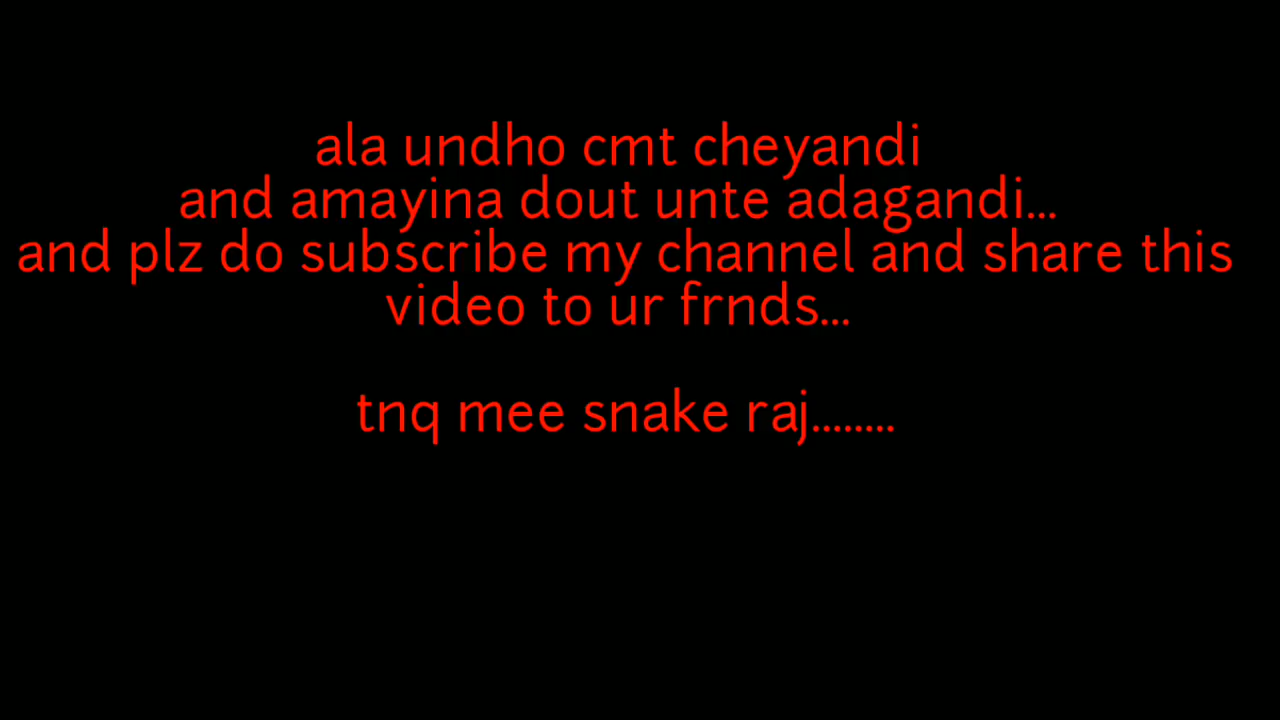 ala undho cmt cheyandi
and amayina dout unte adagandi...
and plz do subscribe my channel and share this
video to ur frnds...
tnq mee snake raj........